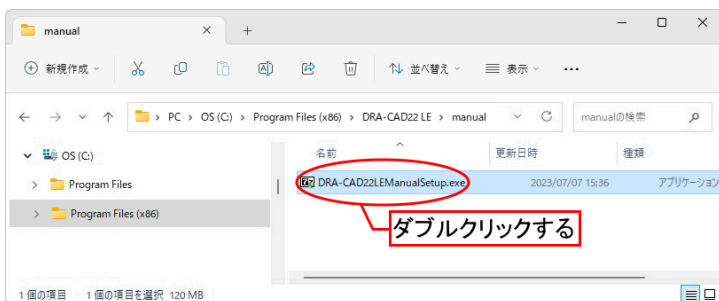 manual
新規作成
並べ替え
表示
PC > OS (C:) > Program Files (x86) > DRA-CAD22 LE > manual
manualの検索
OS (C:)
Program Files
Program Files (x86)
名前
更新日時
種類
DRA-CAD22LEManualSetup.exe
2023/07/07 15:36
アプリケーション
ダブルクリックする
1 個の項目
1 個の項目を選択 120 MB